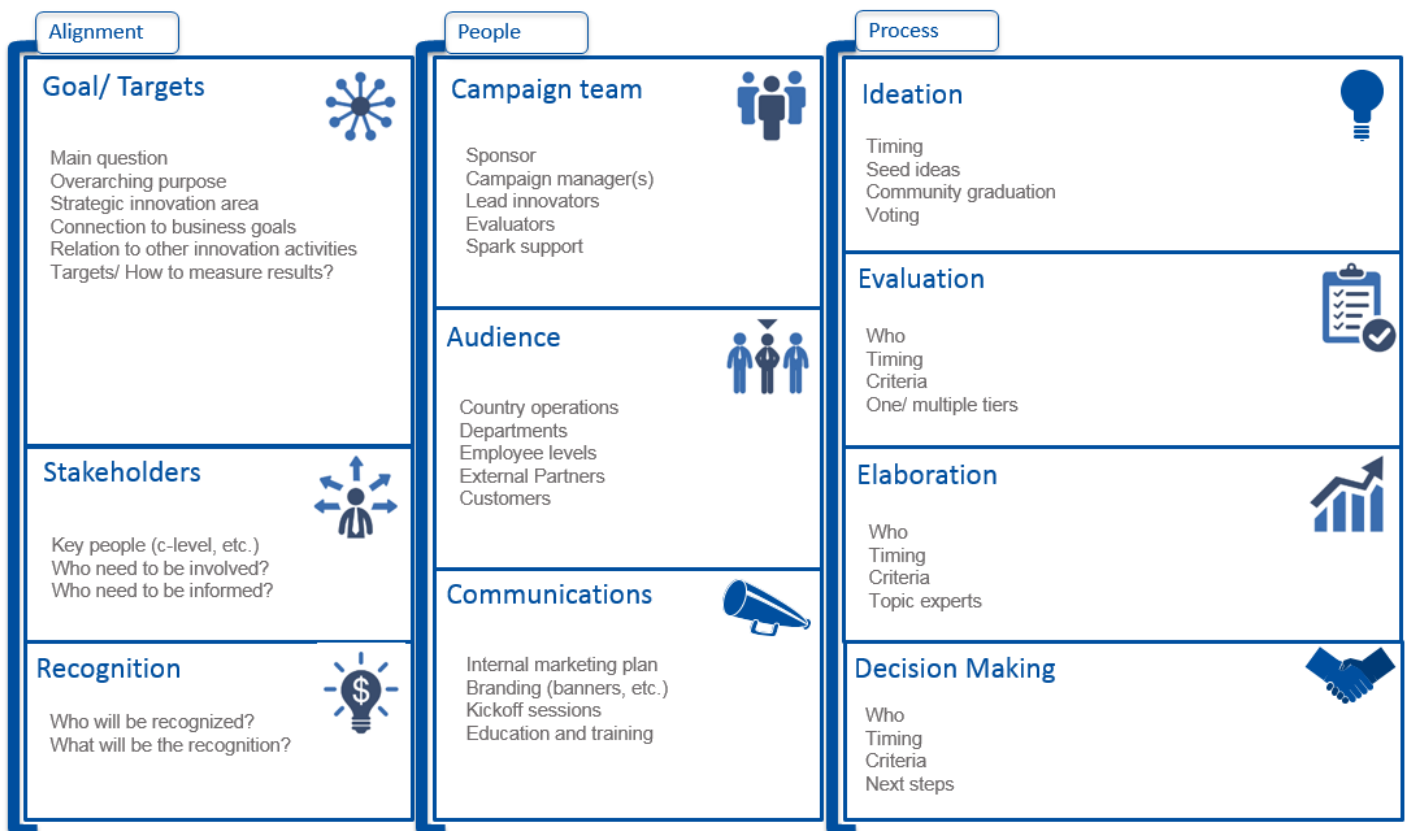 Alignment
Goal/ Targets
Main question
Overarching purpose
Strategic innovation area
Connection to business goals
Relation to other innovation activities
Targets/ How to measure results?
Stakeholders
Key people (c-level, etc.)
Who need to be involved?
Who need to be informed?
Recognition
$
Who will be recognized?
What will be the recognition?
People
Campaign team
Sponsor
Campaign manager(s)
Lead innovators
Evaluators
Spark support
Audience
Country operations
Departments
Employee levels
External Partners
Customers
Communications
Internal marketing plan
Branding (banners, etc.)
Kickoff sessions
Education and training
Process
Ideation
Timing
Seed ideas
Community graduation
Voting
Evaluation
Who
Timing
Criteria
One/ multiple tiers
Elaboration
Who
Timing
Criteria
Topic experts
Decision Making
Who
Timing
Criteria
Next steps